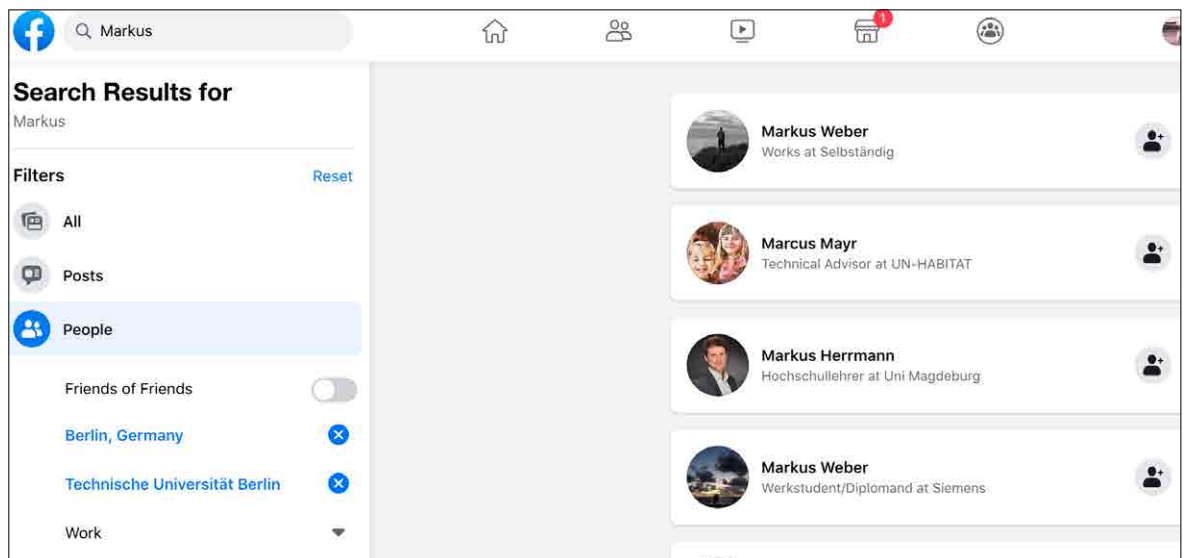 Markus
1
Search Results for
Markus
Filters
Reset
All
Posts
People
Friends of Friends
Berlin, Germany
Technische Universität Berlin
Work
Markus Weber
Works at Selbständig
Marcus Mayr
Technical Advisor at UN-HABITAT
Markus Herrmann
Hochschullehrer at Uni Magdeburg
Markus Weber
Werkstudent/Diplomand at Siemens